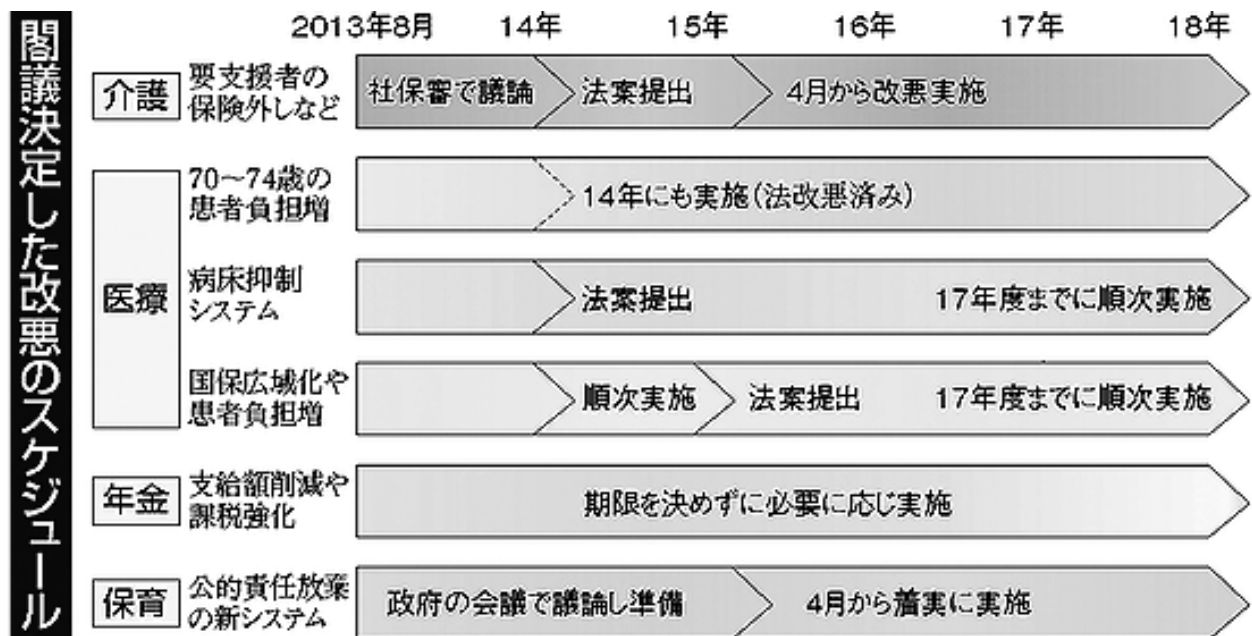 閣議決定した改悪のスケジュール
2013年8月 14年 15年 16年 17年 18年
介護
要支援者の
保険外しなど
社保審で議論 法案提出 4月から改悪実施
医療
70〜74歳の
患者負担増
14年にも実施(法改悪済み)
病床抑制
システム
法案提出 17年度までに順次実施
国保広域化や
患者負担増
順次実施 法案提出 17年度までに順次実施
年金
支給額削減や
課税強化
期限を決めずに必要に応じ実施
保育
公的責任放棄
の新システム
政府の会議で議論し準備 4月から着実に実施